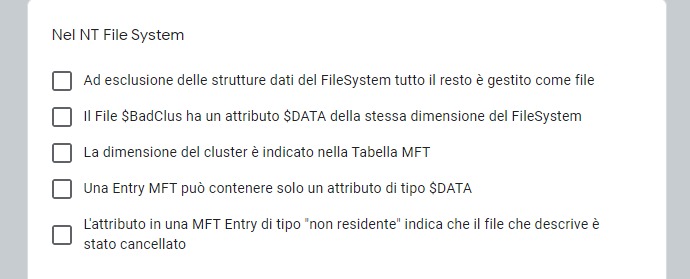 Nel NT File System
Ad esclusione delle strutture dati del FileSystem tutto il resto è gestito come file
Il File $BadClus ha un attributo $DATA della stessa dimensione del FileSystem
La dimensione del cluster è indicato nella Tabella MFT
Una Entry MFT può contenere solo un attributo di tipo $DATA
L'attributo in una MFT Entry di tipo "non residente" indica che il file che descrive è
stato cancellato